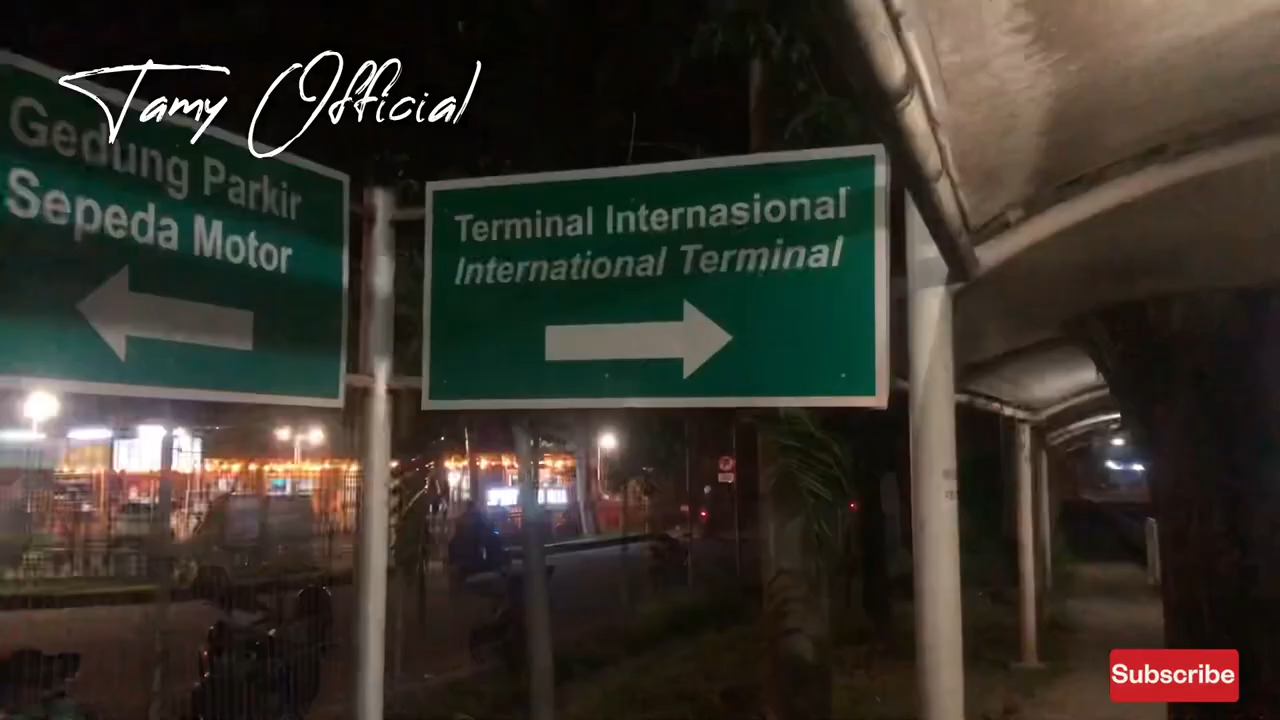 Tamy Official
Gedung Parkir
Sepeda Motor
Terminal Internasional
International Terminal
Subscribe